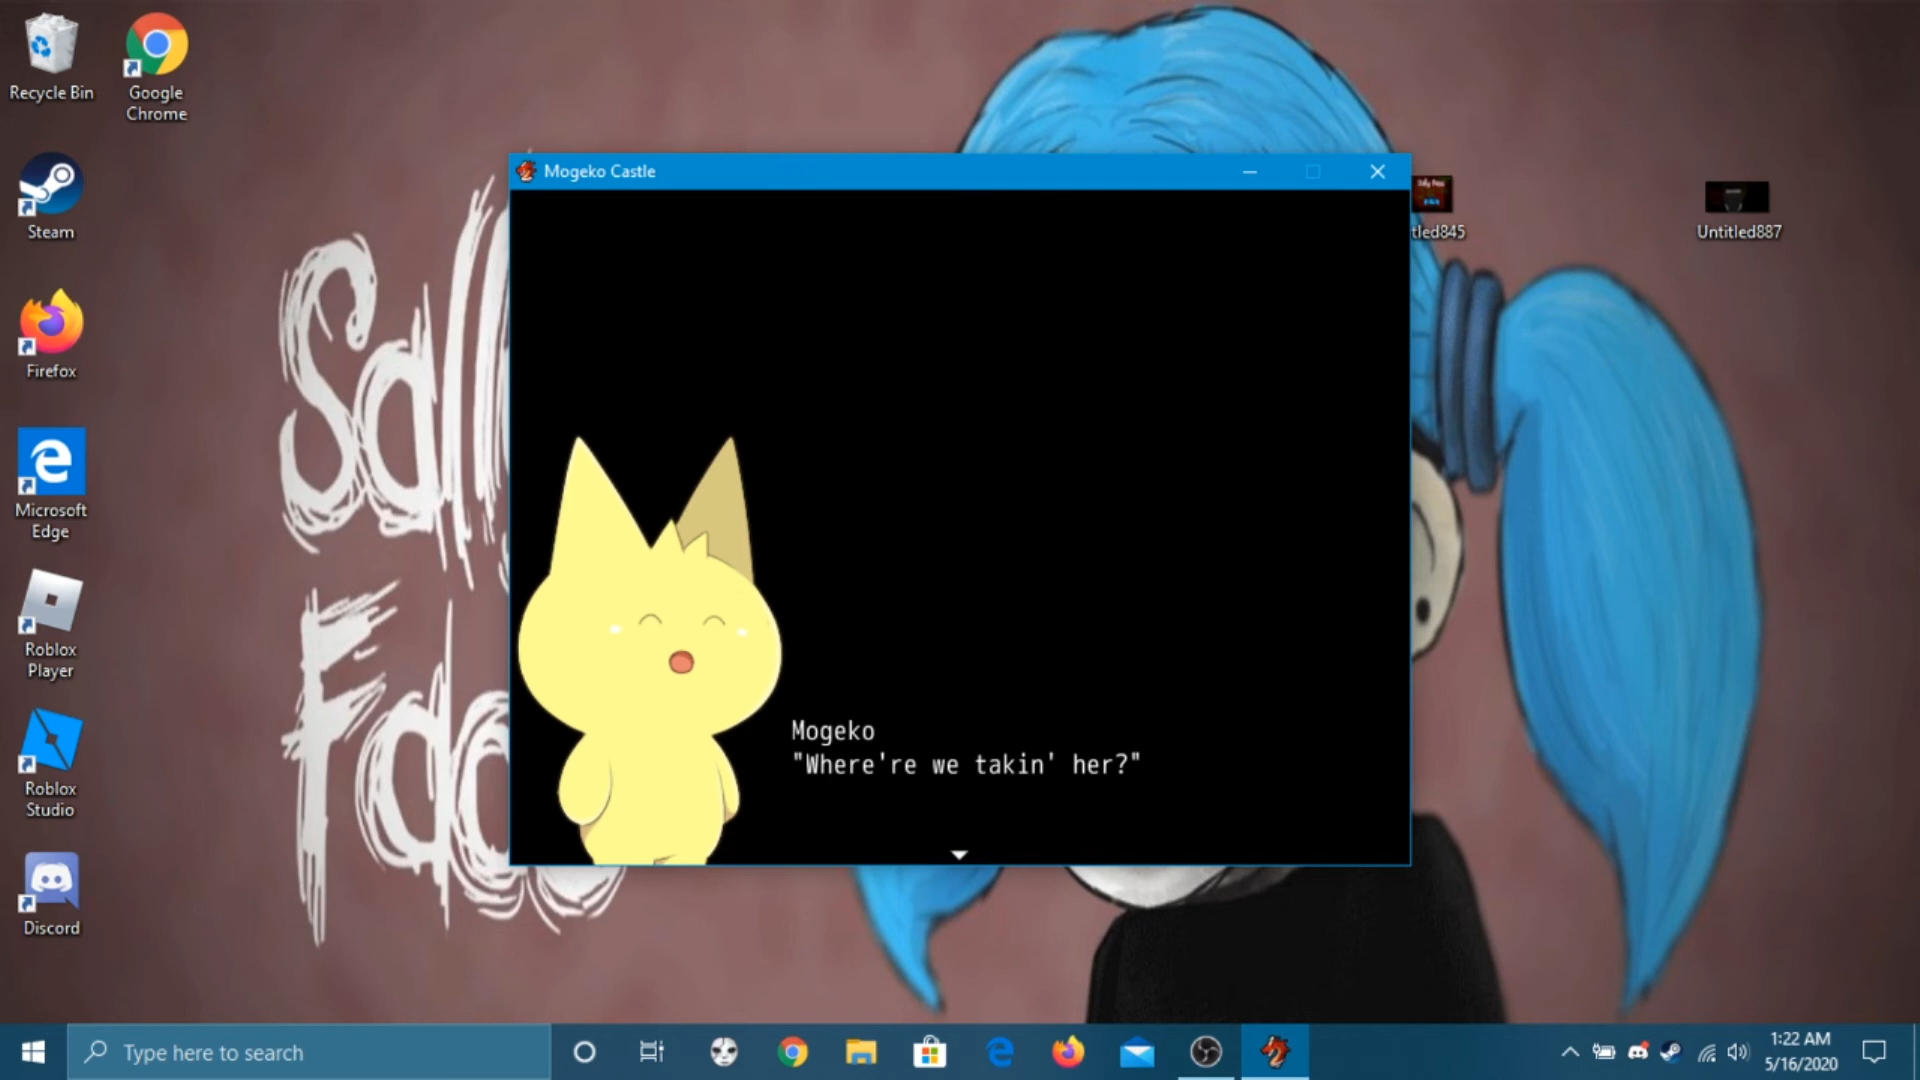 Recycle Bin
Google
Chrome
Steam
Firefox
Microsoft
Edge
Roblox
Player
Roblox
Studio
Discord
Mogeko Castle
tled845
Untitled887
Mogeko
"Where're we takin' her?"
Type here to search
1:22 AM
5/16/2020